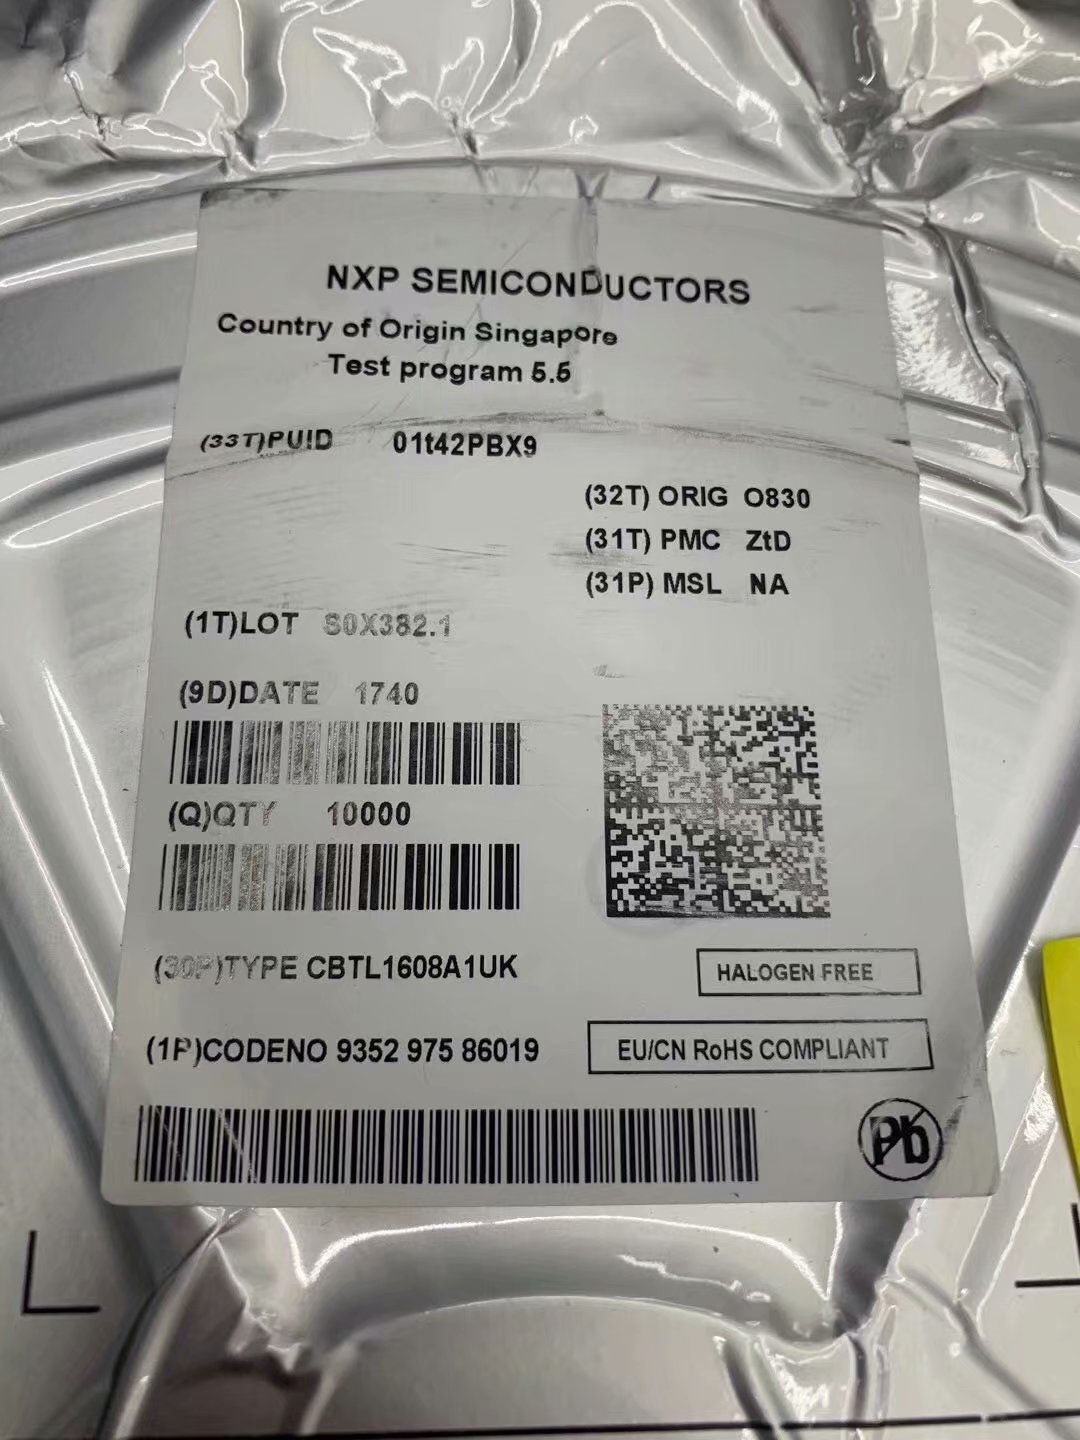 NXP SEMICONDUCTORS
Country of Origin Singapore
Test program 5.5
(33T)PUID 01t42PBX9
(32T) ORIG O830
(31T) PMC ZtD
(31P) MSL NA
(1T)LOT S0X382.1
(9D)DATE 1740
(Q)QTY 10000
(30P)TYPE CBTL1608A1UK
HALOGEN FREE
(1P)CODENO 9352 975 86019
EU/CN RoHS COMPLIANT
Pb